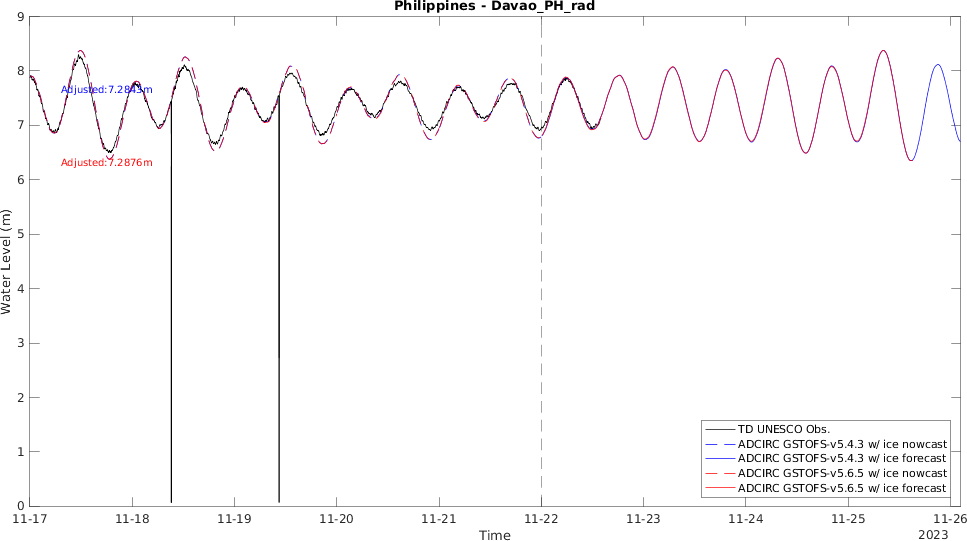 Philippines - Davao_PH_rad
Water Level (m)
9
8
7
6
5
4
3
2
1
0
Adjusted:7.2843m
Adjusted:7.2876m
TD UNESCO Obs.
ADCIRC GSTOFS-v5.4.3 w/ ice nowcast
ADCIRC GSTOFS-v5.4.3 w/ ice forecast
ADCIRC GSTOFS-v5.6.5 w/ ice nowcast
ADCIRC GSTOFS-v5.6.5 w/ ice forecast
11-17 11-18 11-19 11-20 11-21 11-22 11-23 11-24 11-25 11-26
Time
2023